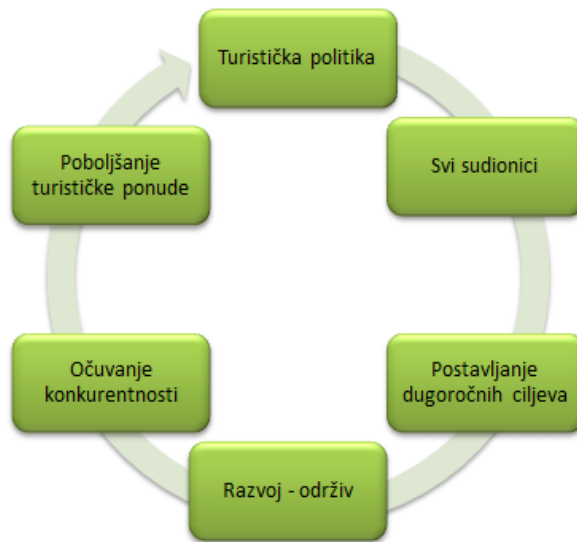 Turistička politika
Svi sudionici
Postavljanje
dugoročnih ciljeva
Razvoj - održiv
Očuvanje
konkurentnosti
Poboljšanje
turističke ponude